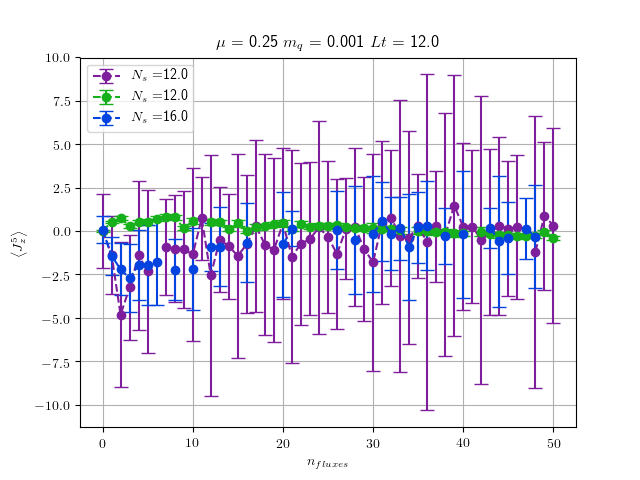 μ = 0.25 m_q = 0.001 Lt = 12.0
N_s =12.0
N_s =12.0
N_s =16.0
10.0
7.5
5.0
2.5
0.0
−2.5
−5.0
−7.5
−10.0
⟨J_z^5⟩
0 10 20 30 40 50
n_{fluxes}